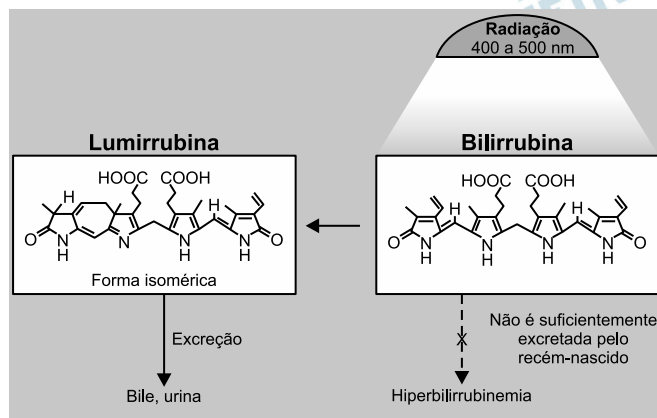 Radiação
400 a 500 nm
Lumirrubina
Bilirrubina
HOOC COOH
H
O
N
H
N
N
H
H
N
H
O
Forma isomérica
HOOC COOH
H
H
O
N
H
N
H
N
H
N
H
O
Excreção
Não é suficientemente
excretada pelo
recém-nascido
Bile, urina
Hiperbilirrubinemia